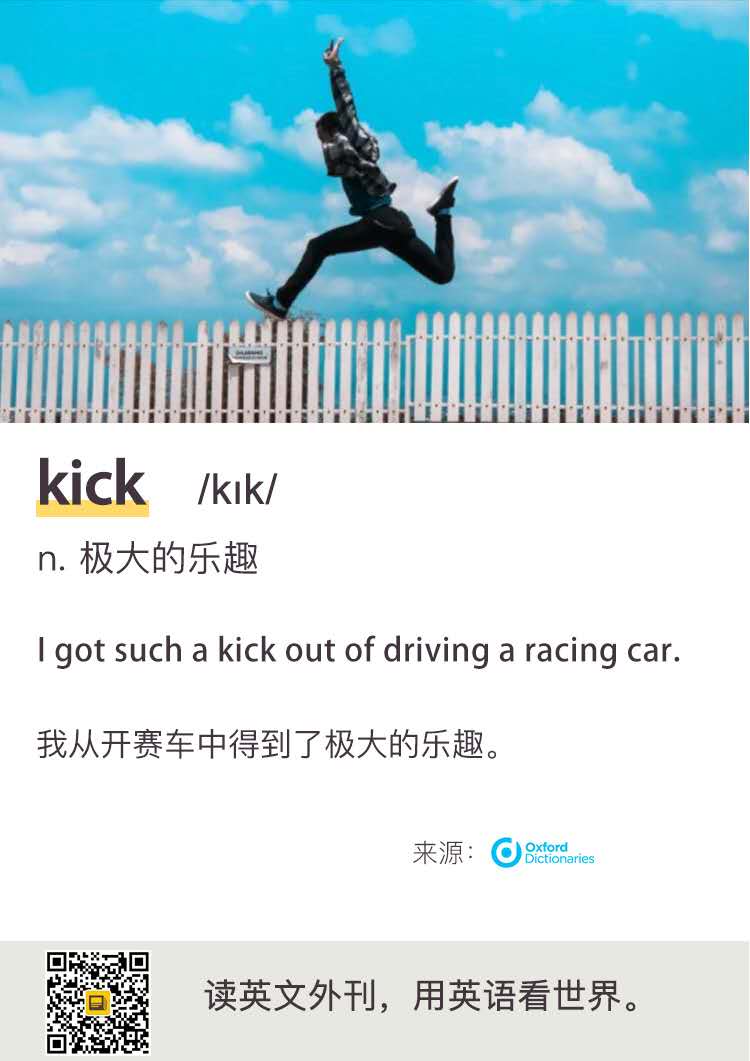 kick /kɪk/
n. 极大的乐趣
I got such a kick out of driving a racing car.
我从开赛车中得到了极大的乐趣。
来源：
Oxford
Dictionaries
读英文外刊，用英语看世界。